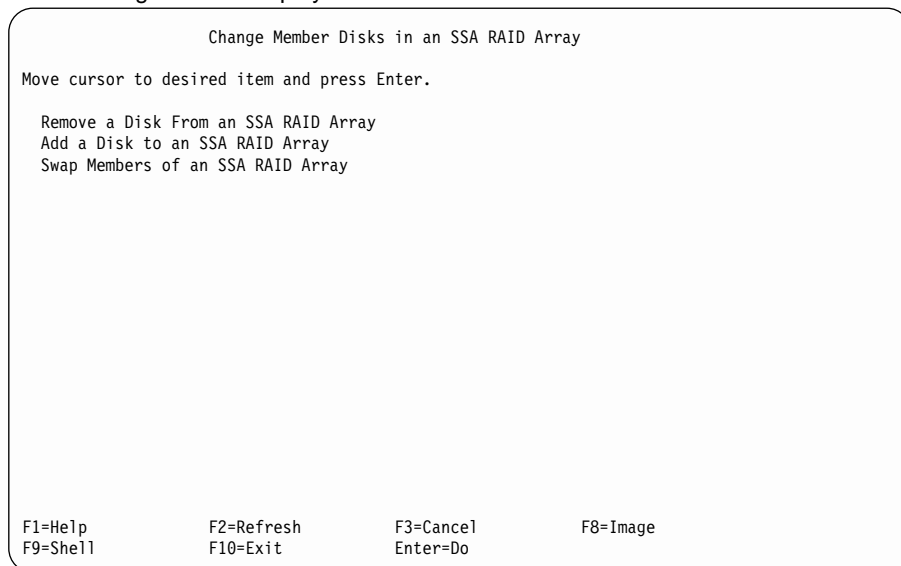 Change Member Disks in an SSA RAID Array
Move cursor to desired item and press Enter.
Remove a Disk From an SSA RAID Array
Add a Disk to an SSA RAID Array
Swap Members of an SSA RAID Array
F1=Help F2=Refresh F3=Cancel F8=Image
F9=Shell F10=Exit Enter=Do